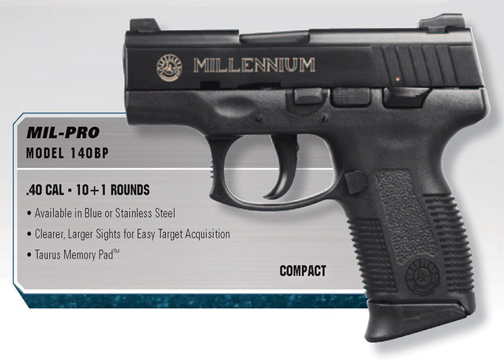 MILLENNIUM
MIL-PRO
MODEL 140BP
.40 CAL • 10+1 ROUNDS
• Available in Blue or Stainless Steel
• Clearer, Larger Sights for Easy Target Acquisition
• Taurus Memory Pad™
COMPACT